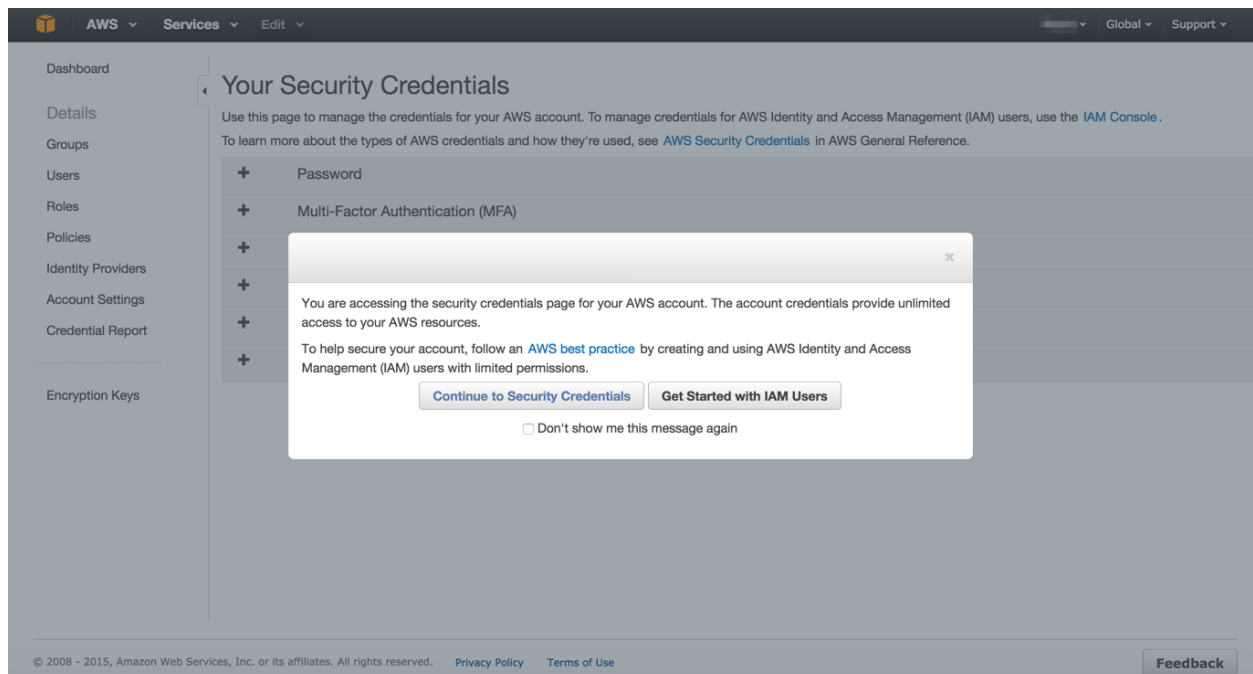 AWS Services Edit Global Support
Dashboard
Your Security Credentials
Details
Use this page to manage the credentials for your AWS account. To manage credentials for AWS Identity and Access Management (IAM) users, use the IAM Console.
Groups
To learn more about the types of AWS credentials and how they're used, see AWS Security Credentials in AWS General Reference.
Users
+ Password
Roles
+ Multi-Factor Authentication (MFA)
Policies
+
Identity Providers
+
Account Settings
+
Credential Report
+
Encryption Keys
×
You are accessing the security credentials page for your AWS account. The account credentials provide unlimited
access to your AWS resources.
To help secure your account, follow an AWS best practice by creating and using AWS Identity and Access
Management (IAM) users with limited permissions.
Continue to Security Credentials Get Started with IAM Users
Don't show me this message again
© 2008 - 2015, Amazon Web Services, Inc. or its affiliates. All rights reserved. Privacy Policy Terms of Use Feedback